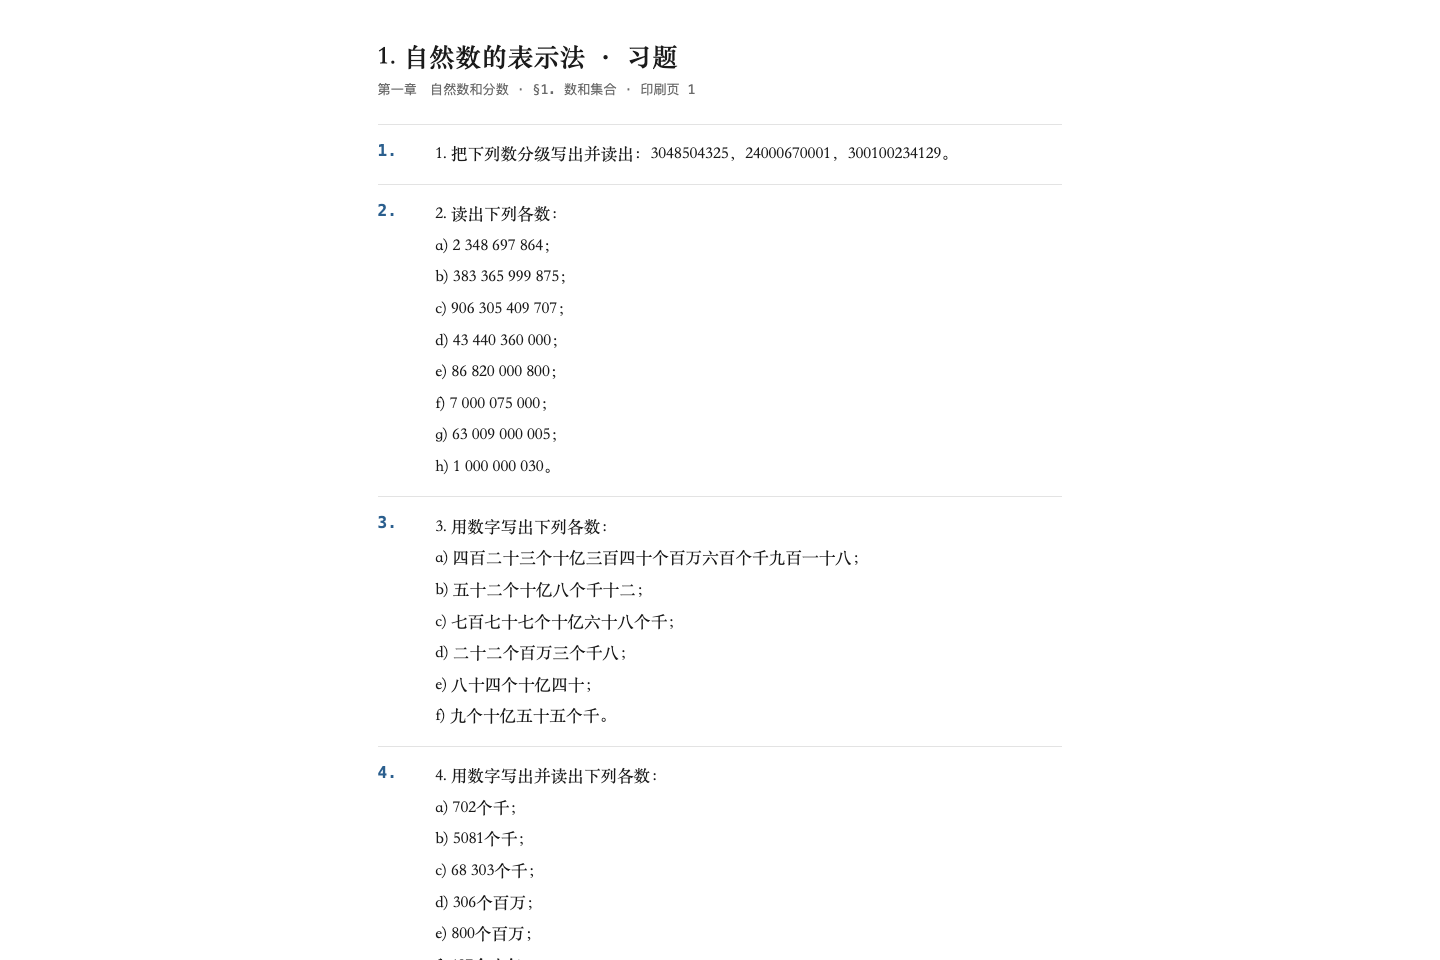 1. 自然数的表示法 · 习题
第一章 自然数和分数 · §1. 数和集合 · 印刷页 1
1. 1. 把下列数分级写出并读出：3048504325，24000670001，300100234129。
2. 2. 读出下列各数：
a) 2 348 697 864；
b) 383 365 999 875；
c) 906 305 409 707；
d) 43 440 360 000；
e) 86 820 000 800；
f) 7 000 075 000；
g) 63 009 000 005；
h) 1 000 000 030。
3. 3. 用数字写出下列各数：
a) 四百二十三个十亿三百四十个百万六百个千九百一十八；
b) 五十二个十亿八个千十二；
c) 七百七十七个十亿六十八个千；
d) 二十二个百万三个千八；
e) 八十四个十亿四十；
f) 九个十亿五十五个千。
4. 4. 用数字写出并读出下列各数：
a) 702个千；
b) 5081个千；
c) 68 303个千；
d) 306个百万；
e) 800个百万；